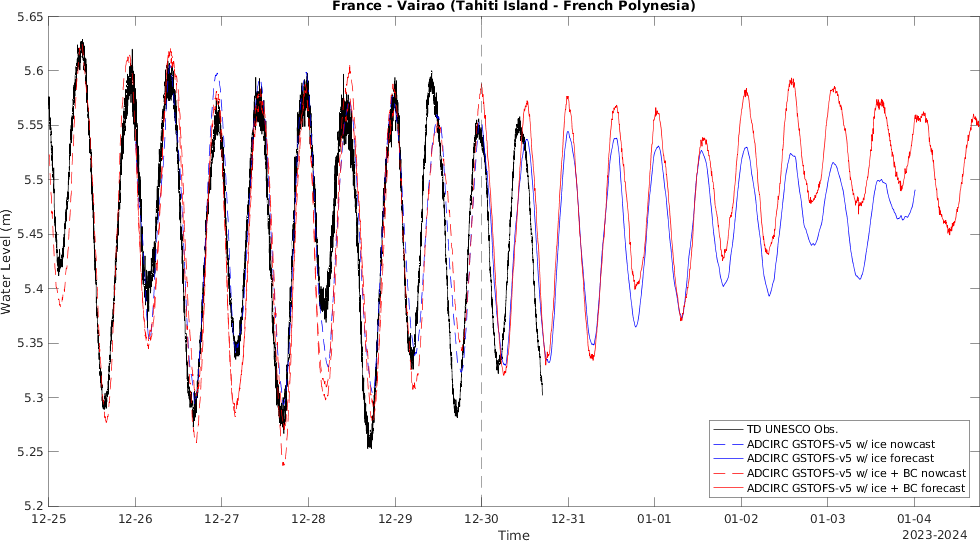 France - Vairao (Tahiti Island - French Polynesia)
5.65
5.6
5.55
5.5
5.45
5.4
5.35
5.3
5.25
5.2
Water Level (m)
TD UNESCO Obs.
ADCIRC GSTOFS-v5 w/ ice nowcast
ADCIRC GSTOFS-v5 w/ ice forecast
ADCIRC GSTOFS-v5 w/ ice + BC nowcast
ADCIRC GSTOFS-v5 w/ ice + BC forecast
12-25 12-26 12-27 12-28 12-29 12-30 12-31 01-01 01-02 01-03 01-04
Time
2023-2024